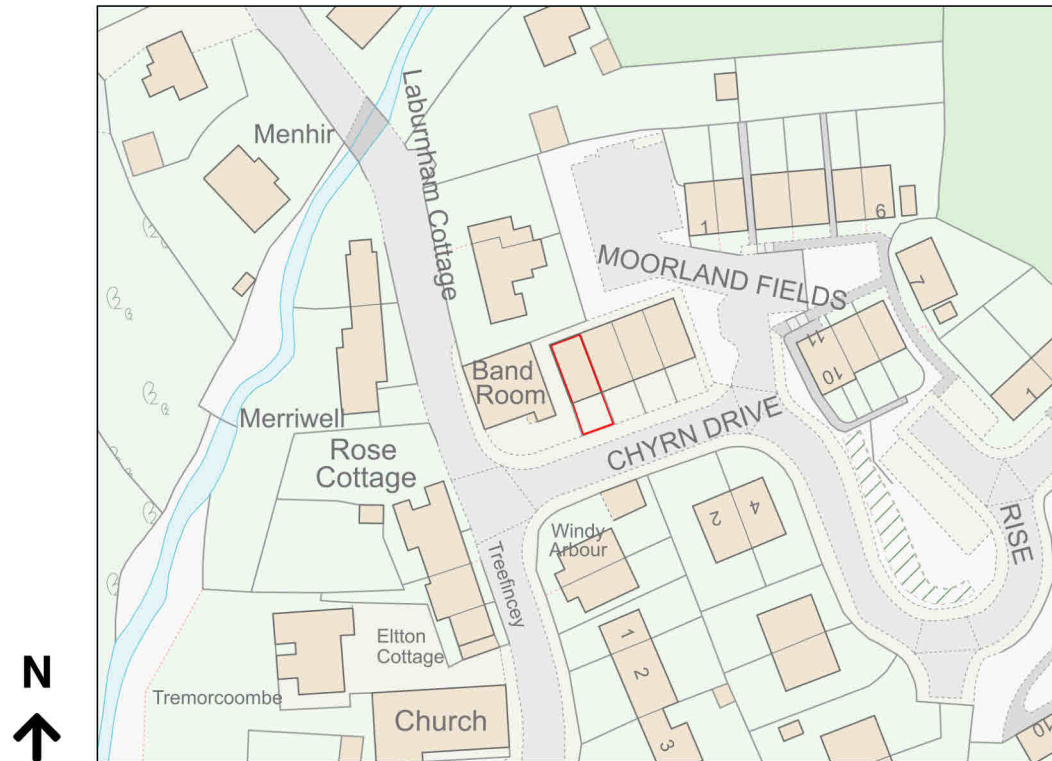 Menhir
Laburnham Cottage
1
6
MOORLAND FIELDS
7
11
10
1
Band
Room
Merriwell
Rose
Cottage
CHYRN DRIVE
2
4
RISE
Windy
Arbour
Treefincey
1
2
3
Eltton
Cottage
Tremorcoombe
Church
10
N